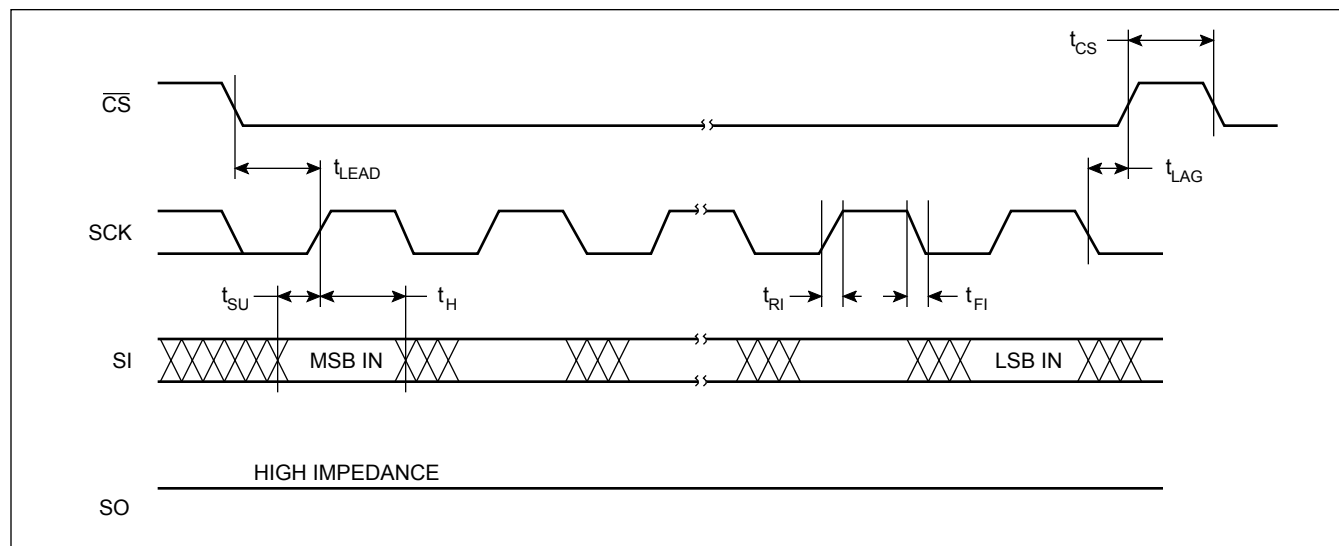 tCS
CS
tLEAD
tLAG
SCK
tSU
tH
tRI
tFI
SI
MSB IN
LSB IN
HIGH IMPEDANCE
SO